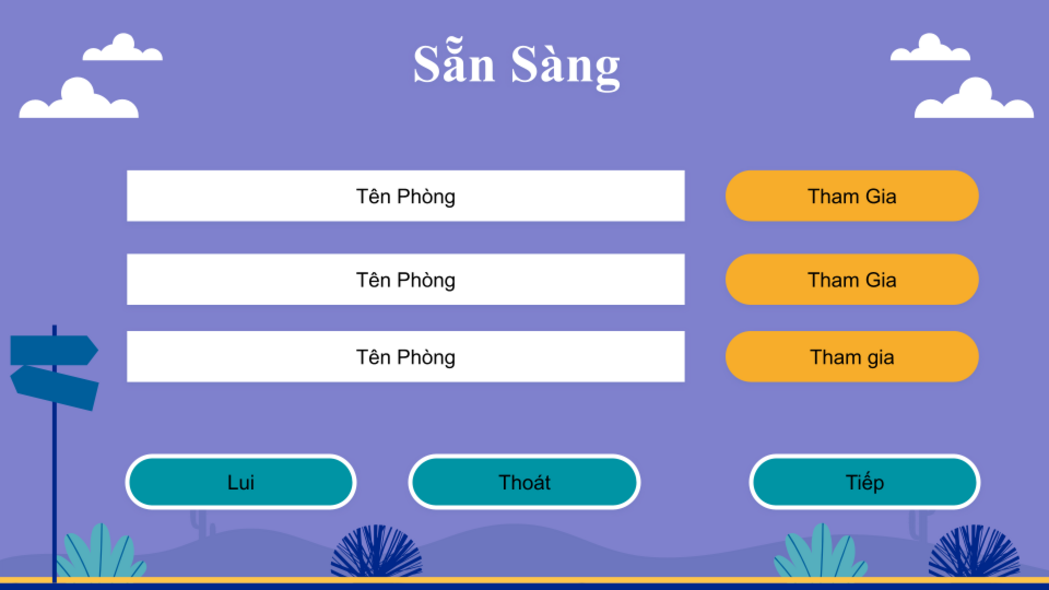 Sẵn Sàng
Tên Phòng
Tham Gia
Tên Phòng
Tham Gia
Tên Phòng
Tham gia
Lui
Thoát
Tiếp